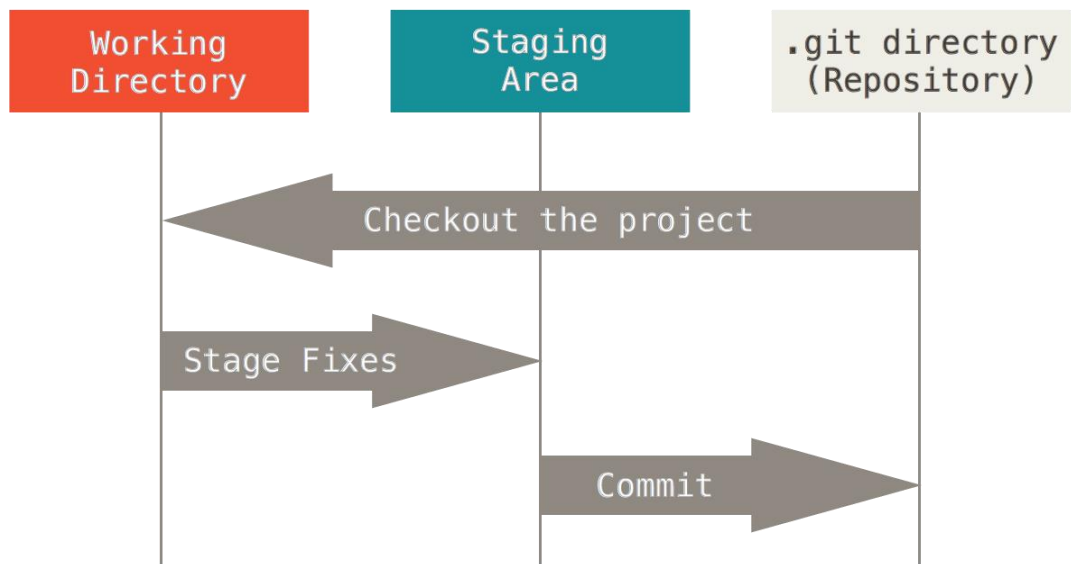 Working
Directory
Staging
Area
.git directory
(Repository)
Checkout the project
Stage Fixes
Commit